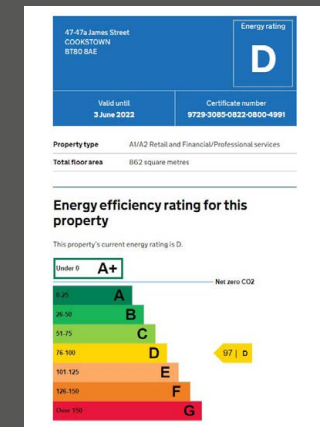 47-47a James Street
COOKSTOWN
BT80 8AE
Energy rating
D
Valid until
3 June 2022
Certificate number
9729-3085-0822-0800-4991
Property type A1/A2 Retail and Financial/Professional services
Total floor area 862 square metres
Energy efficiency rating for this
property
This property's current energy rating is D.
Under 0 A+
Net zero CO2
0-25 A
26-50 B
51-75 C
76-100 D
97 | D
101-125 E
126-150 F
Over 150 G